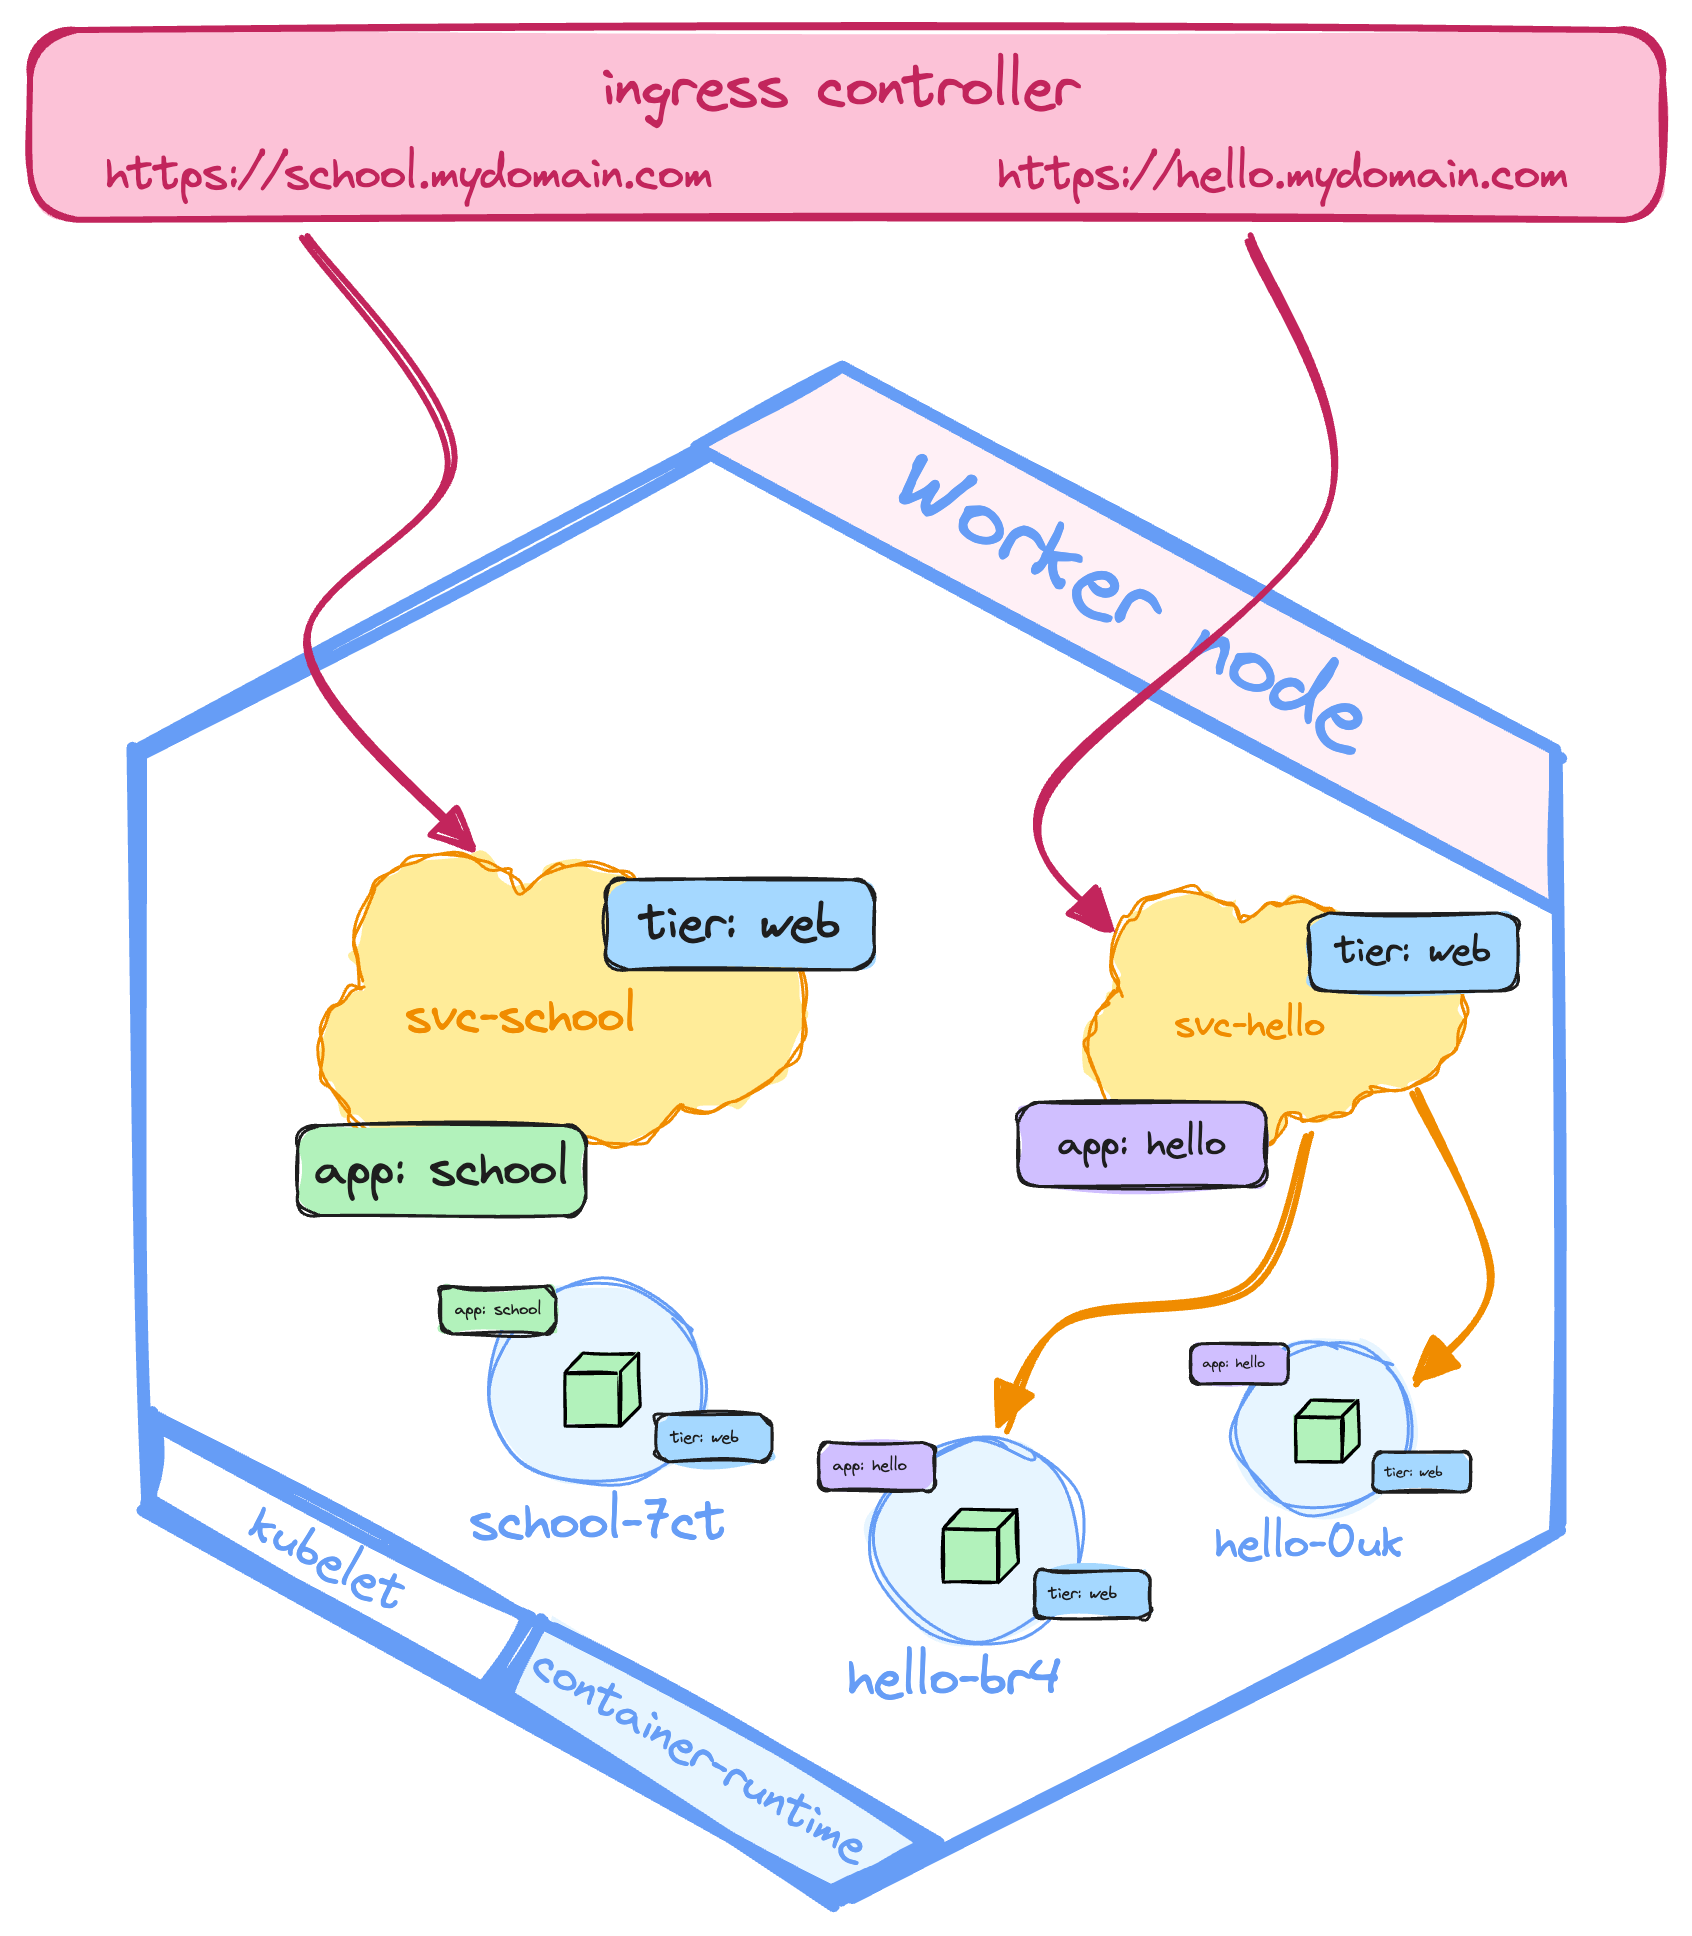 ingress controller
https://school.mydomain.com
https://hello.mydomain.com
Worker node
tier: web
svc-school
app: school
tier: web
svc-hello
app: hello
app: school
tier: web
school-7ct
app: hello
tier: web
hello-br4
app: hello
tier: web
hello-0uk
kubelet
container-runtime